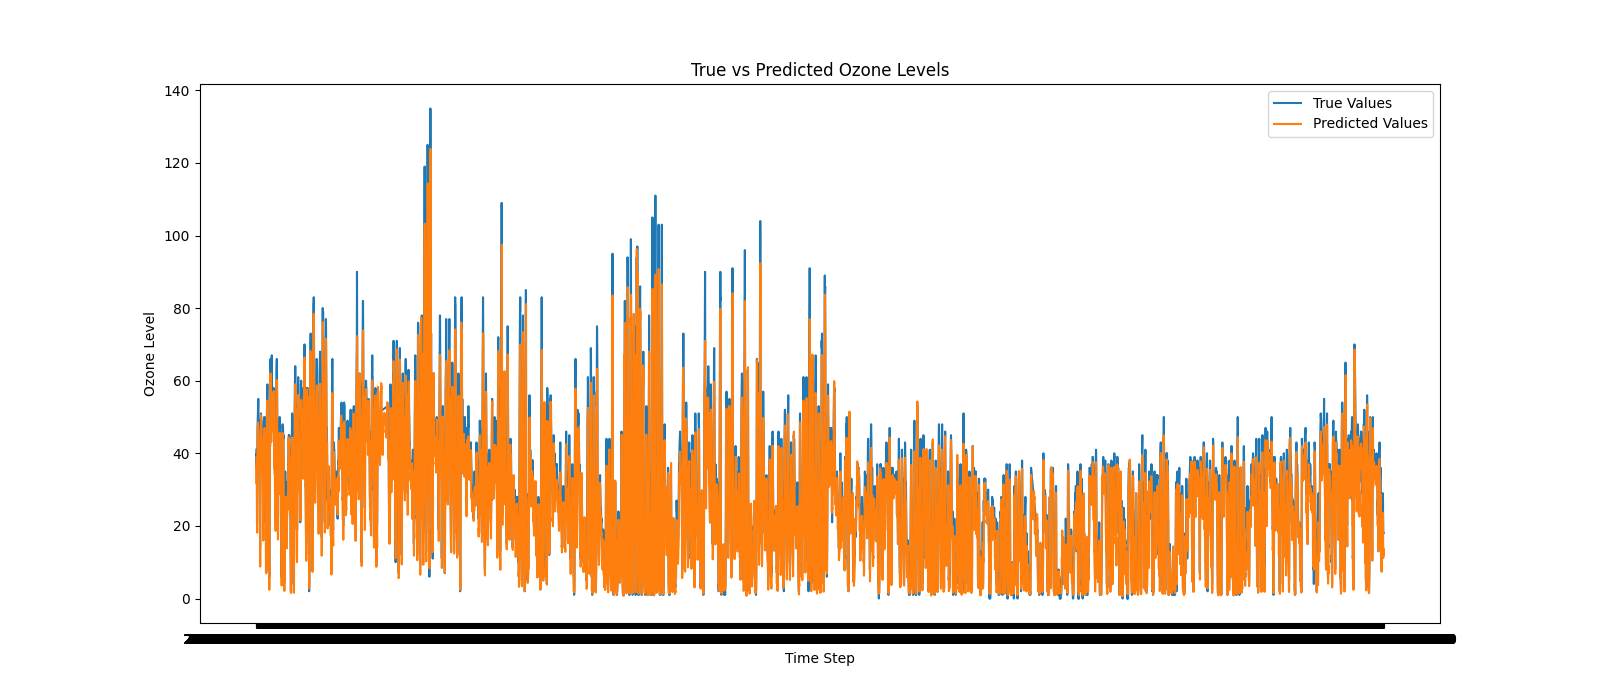 True vs Predicted Ozone Levels
True Values
Predicted Values
140
120
100
80
60
40
20
0
Ozone Level
Time Step